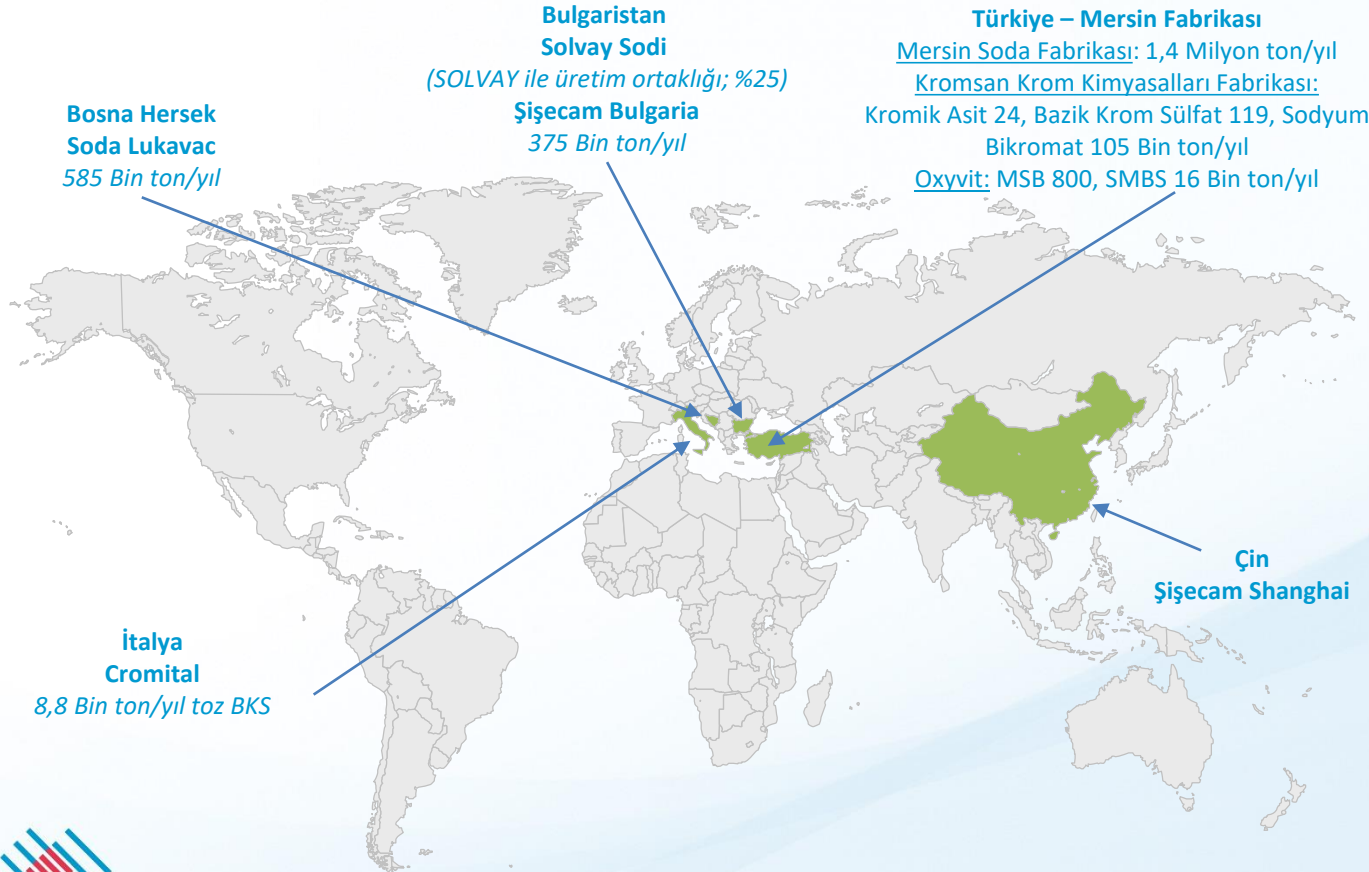 Bulgaristan
Solvay Sodi
(SOLVAY ile üretim ortaklığı; %25)
Şişecam Bulgaria
375 Bin ton/yıl
Türkiye – Mersin Fabrikası
Mersin Soda Fabrikası: 1,4 Milyon ton/yıl
Kromsan Krom Kimyasalları Fabrikası:
Kromik Asit 24, Bazik Krom Sülfat 119, Sodyum
Bikromat 105 Bin ton/yıl
Oxyvit: MSB 800, SMBS 16 Bin ton/yıl
Bosna Hersek
Soda Lukavac
585 Bin ton/yıl
Çin
Şişecam Shanghai
İtalya
Cromital
8,8 Bin ton/yıl toz BKS